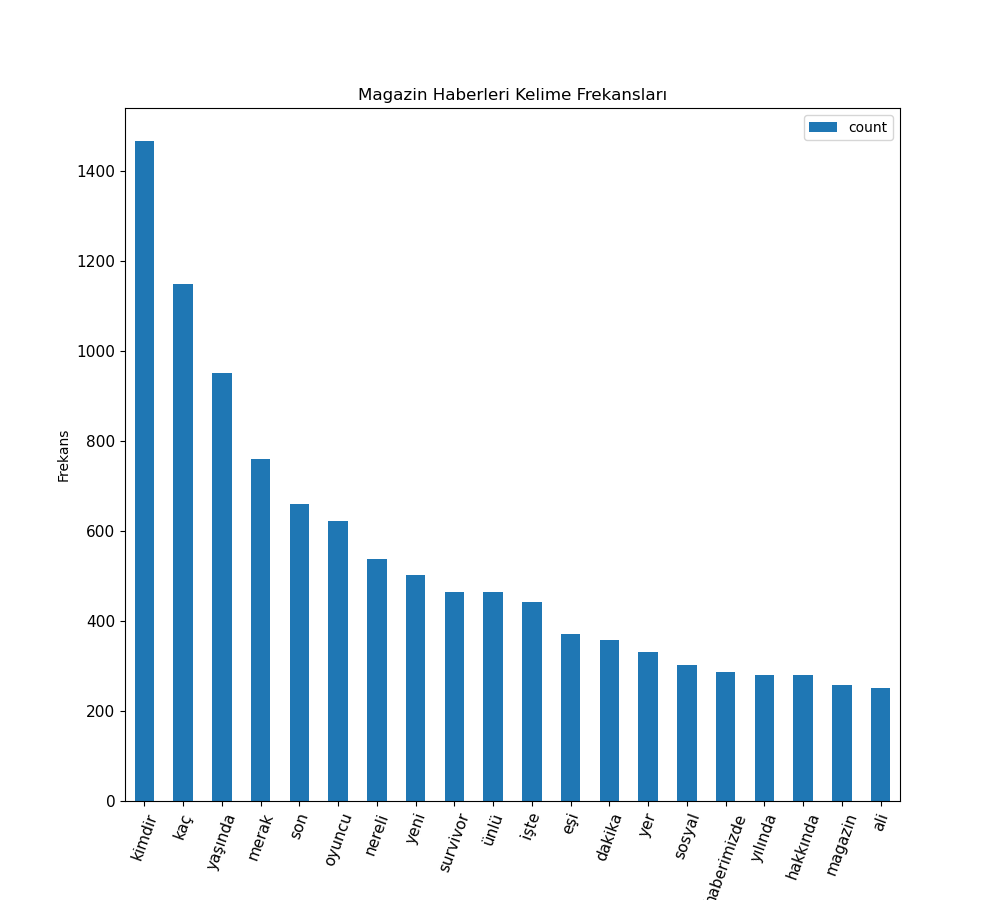 Magazin Haberleri Kelime Frekansları
count
Frekans
1400
1200
1000
800
600
400
200
0
kimdir
kaç
yaşında
merak
son
oyuncu
nereli
yeni
survivor
ünlü
işte
eşi
dakika
yer
sosyal
haberimizde
yılında
hakkında
magazin
ali